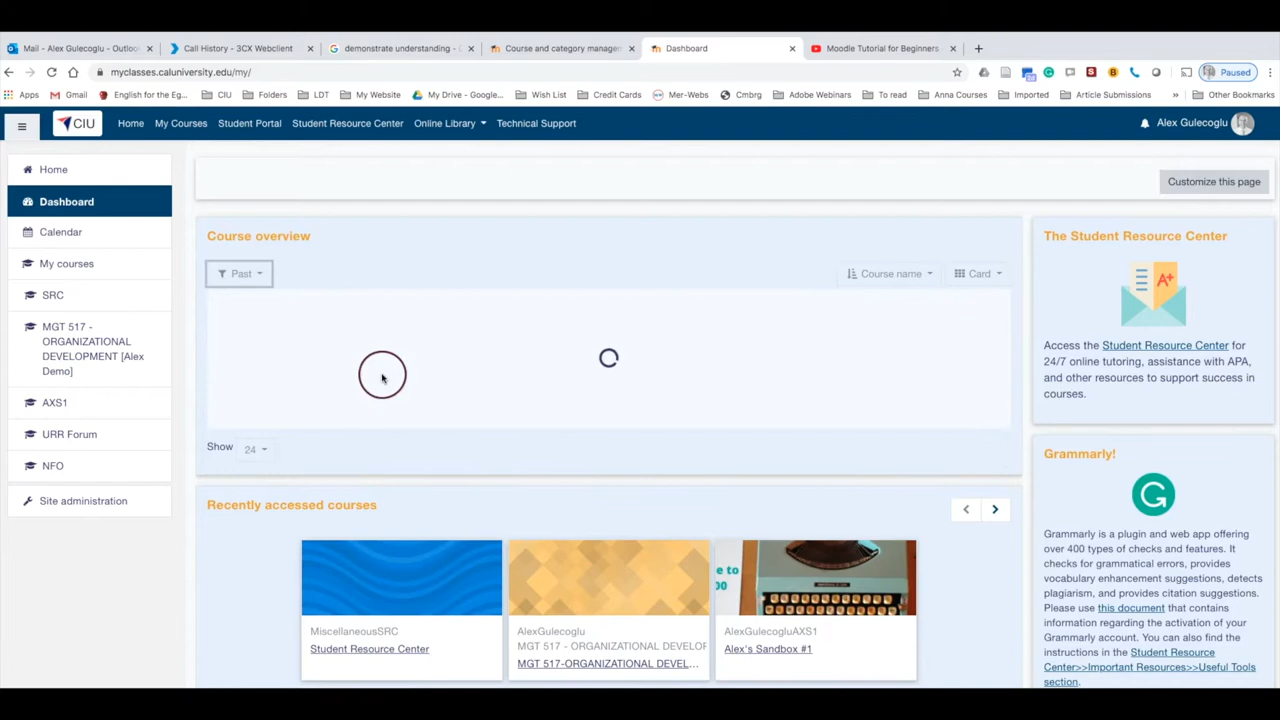 Mail - Alex Gulecoglu - Outloo
Call History - 3CX Webclient
demonstrate understanding -
Course and category manage
Dashboard
Moodle Tutorial for Beginners
myclasses.caluniversity.edu/my/
Paused
Apps
Gmail
English for the Eg...
CIU
Folders
LDT
My Website
My Drive - Google...
Wish List
Credit Cards
Mer-Webs
Cmbrg
Adobe Webinars
To read
Anna Courses
Imported
Article Submissions
»
Other Bookmarks
CIU
Home
My Courses
Student Portal
Student Resource Center
Online Library
Technical Support
Alex Gulecoglu
Home
Dashboard
Calendar
My courses
SRC
MGT 517 -
ORGANIZATIONAL
DEVELOPMENT [Alex
Demo]
AXS1
URR Forum
NFO
Site administration
Customize this page
Course overview
Past
Course name
Card
Show 24
Recently accessed courses
MiscellaneousSRC
Student Resource Center
AlexGulecoglu
MGT 517 - ORGANIZATIONAL DEVELOP
MGT 517-ORGANIZATIONAL DEVEL...
e to
00
AlexGulecogluAXS1
Alex's Sandbox #1
The Student Resource Center
A+
Access the Student Resource Center for
24/7 online tutoring, assistance with APA,
and other resources to support success in
courses.
Grammarly!
G
Grammarly is a plugin and web app offering
over 400 types of checks and features. It
checks for grammatical errors, provides
vocabulary enhancement suggestions, detects
plagiarism, and provides citation suggestions.
Please use this document that contains
information regarding the activation of your
Grammarly account. You can also find the
instructions in the Student Resource
Center>>Important Resources>>Useful Tools
section.